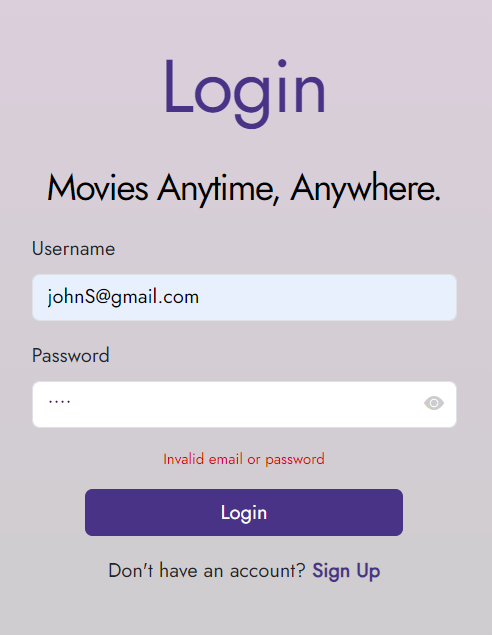 Login
Movies Anytime, Anywhere.
Username
johnS@gmail.com
Password
····
Invalid email or password
Login
Don't have an account? Sign Up